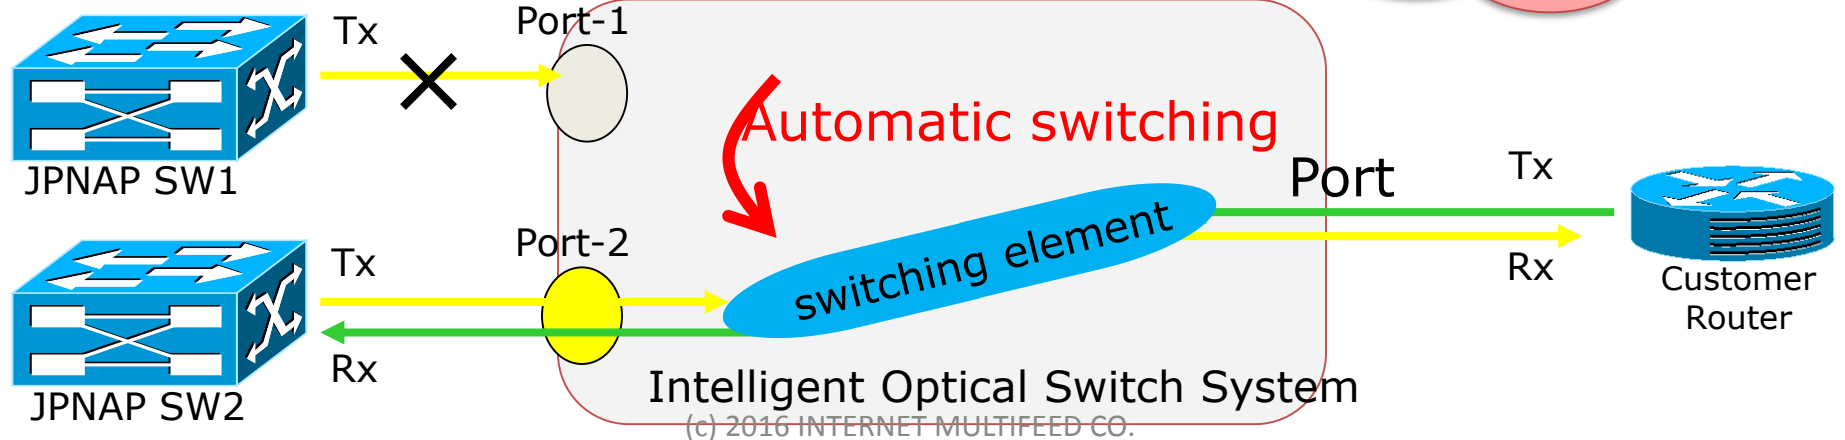 Tx
Port-1
Automatic switching
JPNAP SW1
Port
Tx
Tx
Port-2
switching element
Rx
Customer
Router
Rx
Intelligent Optical Switch System
JPNAP SW2
(c) 2016 INTERNET MULTIFEED CO.